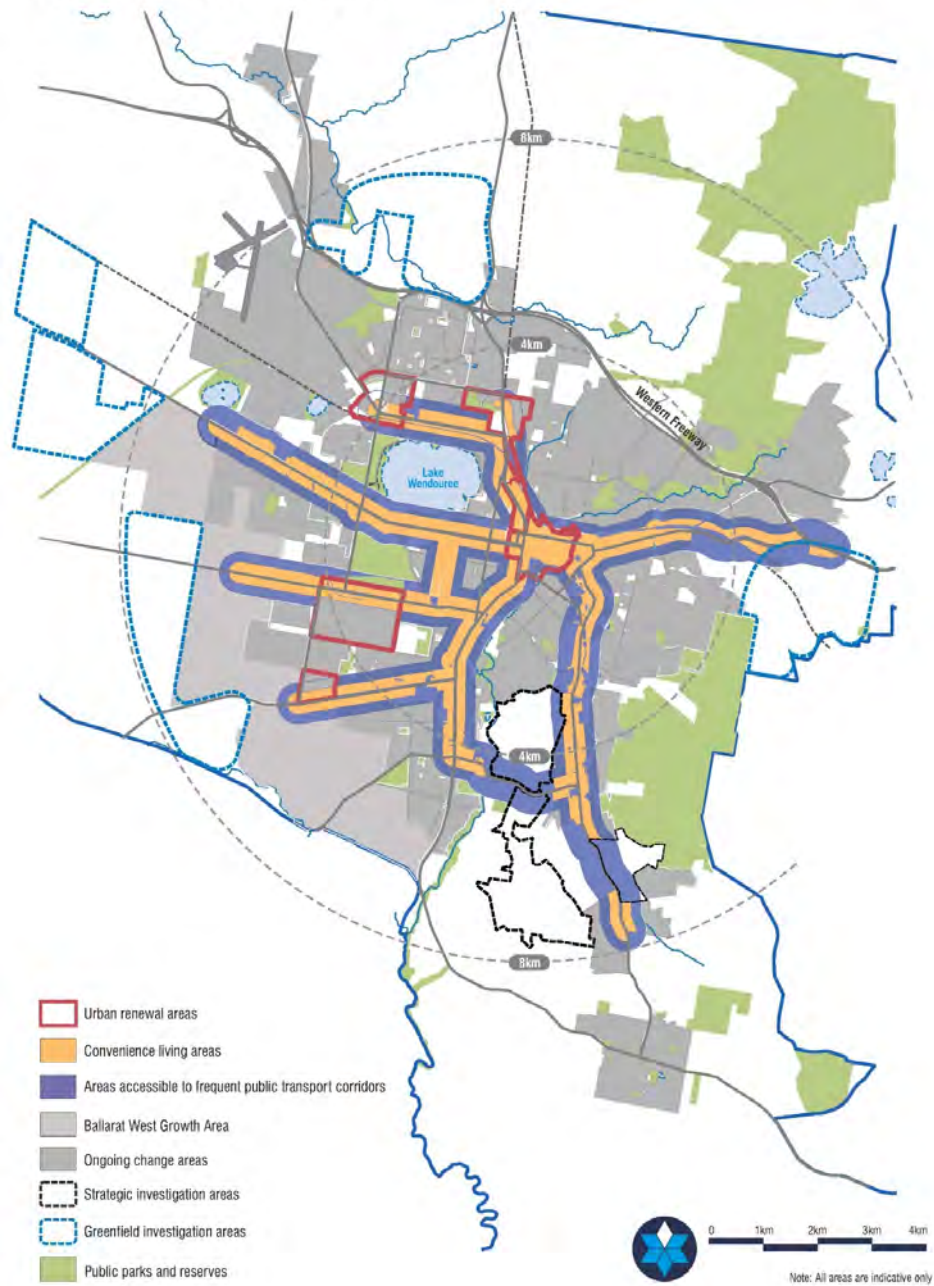 8km
4km
Western Freeway
Lake
Wendouree
4km
8km
Urban renewal areas
Convenience living areas
Areas accessible to frequent public transport corridors
Ballarat West Growth Area
Ongoing change areas
Strategic investigation areas
Greenfield investigation areas
Public parks and reserves
0 1km 2km 3km 4km
Note: All areas are indicative only